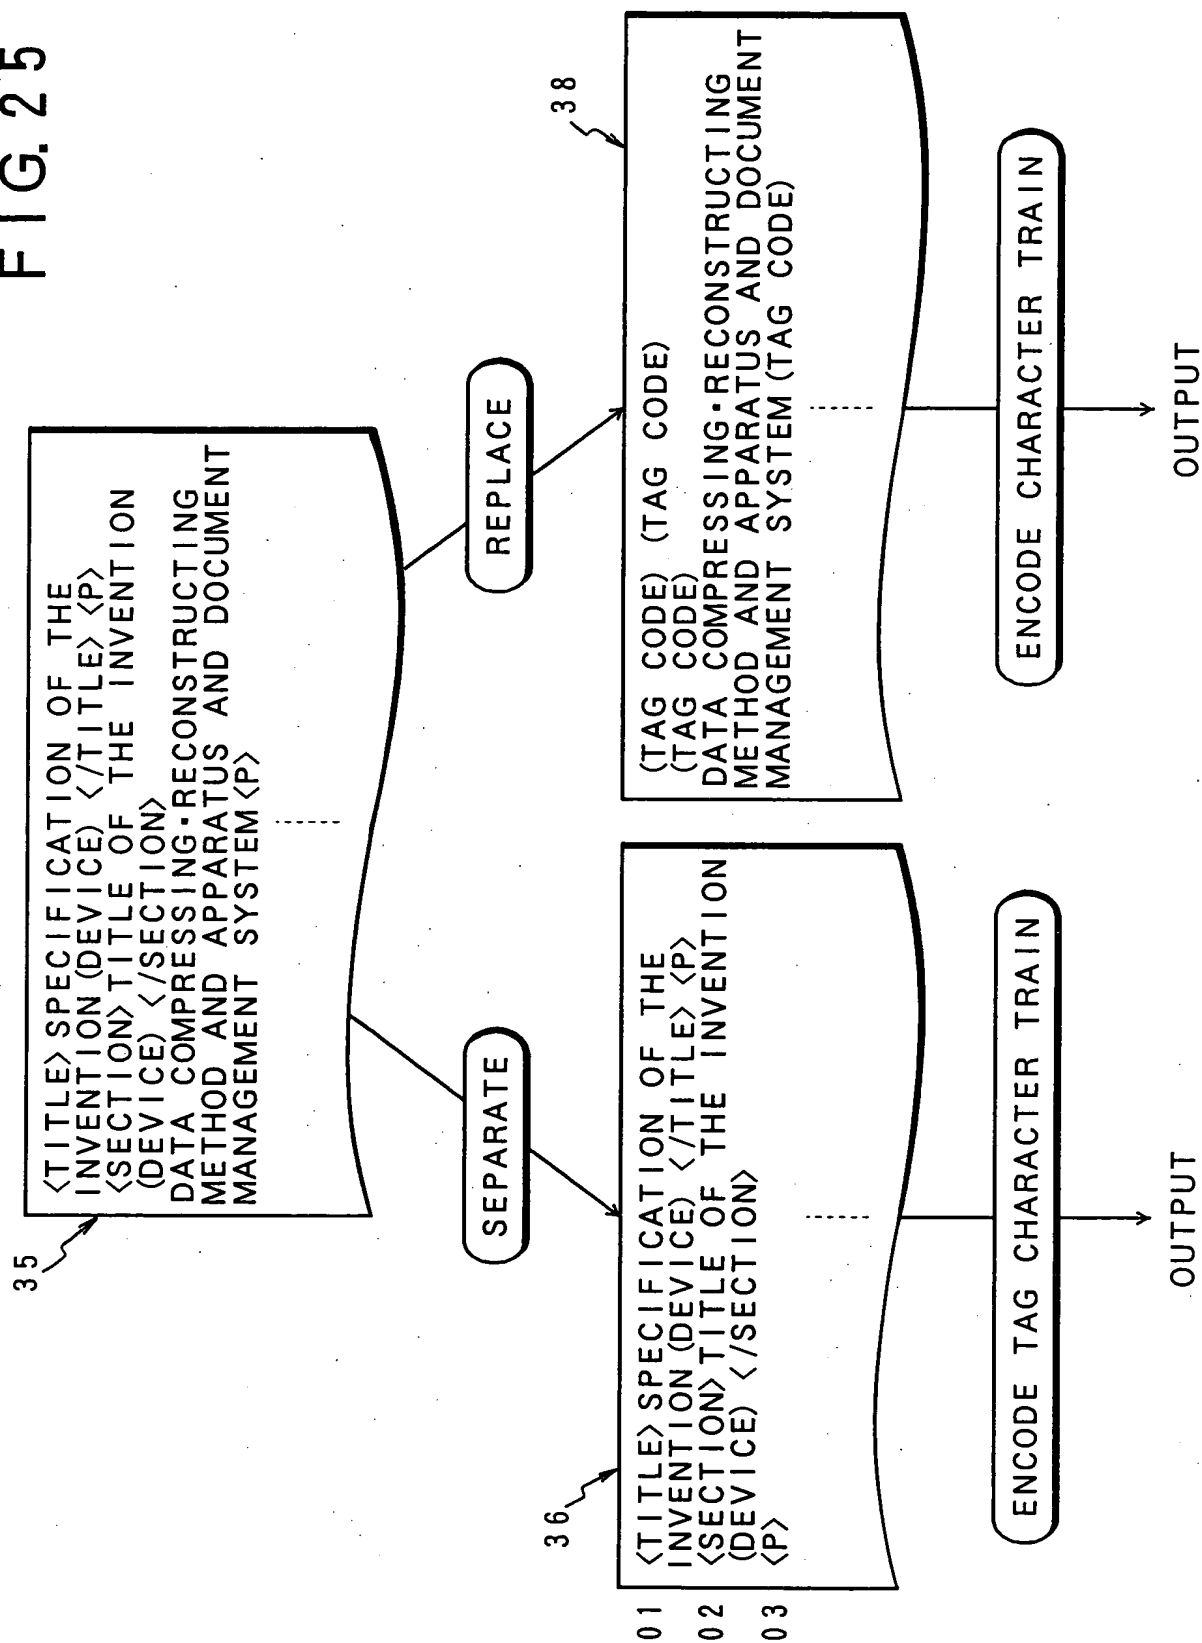 FIG. 25
35
<TITLE>SPECIFICATION OF THE
INVENTION(DEVICE) </TITLE> <P>
<SECTION>TITLE OF THE INVENTION
(DEVICE) </SECTION>
DATA COMPRESSING·RECONSTRUCTING
METHOD AND APPARATUS AND DOCUMENT
MANAGEMENT SYSTEM<P>
SEPARATE
REPLACE
36
01 <TITLE>SPECIFICATION OF THE
INVENTION(DEVICE) </TITLE> <P>
02 <SECTION>TITLE OF THE INVENTION
(DEVICE) </SECTION>
03 <P>
38
(TAG CODE) (TAG CODE)
(TAG CODE)
DATA COMPRESSING·RECONSTRUCTING
METHOD AND APPARATUS AND DOCUMENT
MANAGEMENT SYSTEM(TAG CODE)
ENCODE TAG CHARACTER TRAIN
ENCODE CHARACTER TRAIN
OUTPUT
OUTPUT